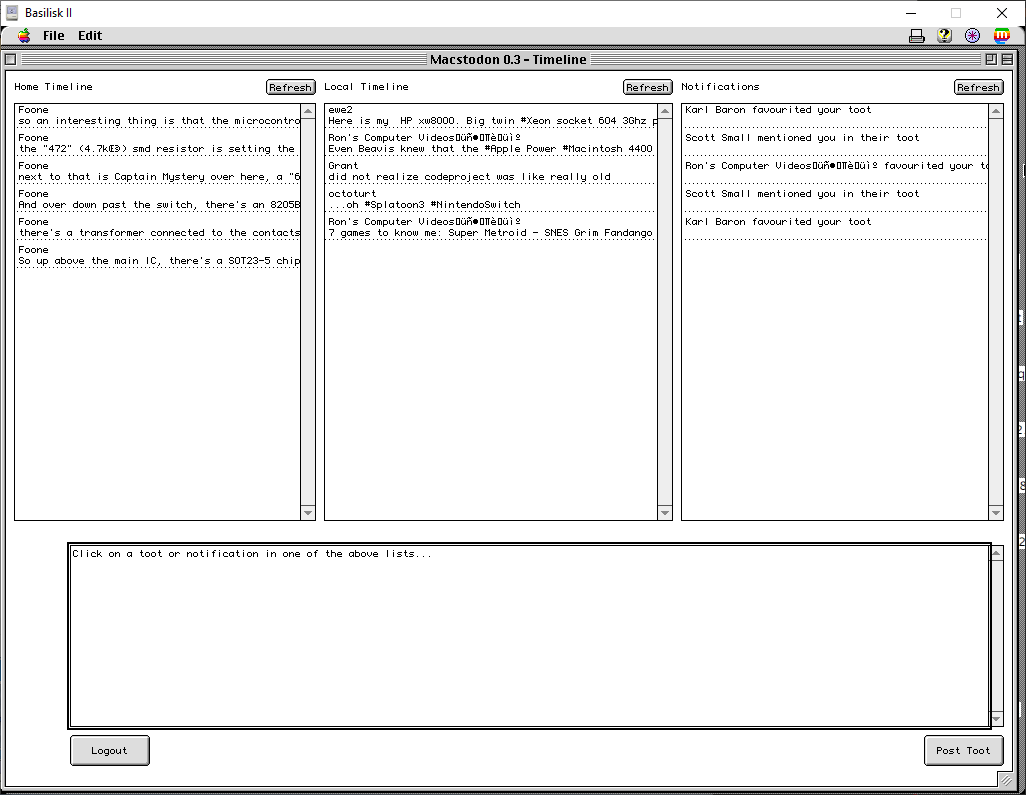 Basilisk II
File Edit
Macstodon 0.3 – Timeline
Home Timeline
Refresh
Local Timeline
Refresh
Notifications
Refresh
Foone
so an interesting thing is that the microcontro
Foone
the "472" (4.7k) smd resistor is setting the
Foone
next to that is Captain Mystery over here, a "6
Foone
And over down past the switch, there's an 8205B
Foone
there's a transformer connected to the contacts
Foone
So up above the main IC, there's a SOT23-5 chip
ewe2
Here is my HP xw8000. Big twin #Xeon socket 604 3Ghz p
Ron's Computer Videos
Even Beavis knew that the #Apple Power #Macintosh 4400
Grant
did not realize codeproject was like really old
octoturt
...oh #Splatoon3 #NintendoSwitch
Ron's Computer Videos
7 games to know me: Super Metroid – SNES Grim Fandango
Karl Baron favourited your toot
Scott Small mentioned you in their toot
Ron's Computer Videos favourited your to
Scott Small mentioned you in their toot
Karl Baron favourited your toot
Click on a toot or notification in one of the above lists...
Logout
Post Toot